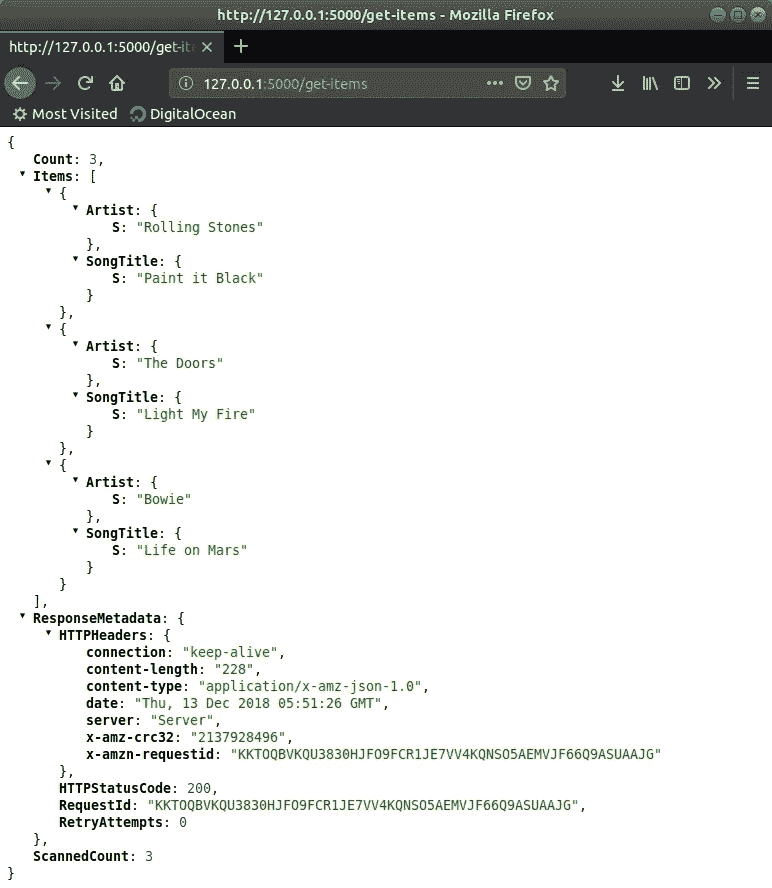 http://127.0.0.1:5000/get-items - Mozilla Firefox
http://127.0.0.1:5000/get-it
127.0.0.1:5000/get-items
Most Visited DigitalOcean
{
Count: 3,
Items: [
{
Artist: {
S: "Rolling Stones"
},
SongTitle: {
S: "Paint it Black"
}
},
{
Artist: {
S: "The Doors"
},
SongTitle: {
S: "Light My Fire"
}
},
{
Artist: {
S: "Bowie"
},
SongTitle: {
S: "Life on Mars"
}
}
],
ResponseMetadata: {
HTTPHeaders: {
connection: "keep-alive",
content-length: "228",
content-type: "application/x-amz-json-1.0",
date: "Thu, 13 Dec 2018 05:51:26 GMT",
server: "Server",
x-amz-crc32: "2137928496",
x-amzn-requestid: "KKTOQBVKQU3830HJFO9FCR1JE7VV4KQNSO5AEMVJF66Q9ASUAAJG"
},
HTTPStatusCode: 200,
RequestId: "KKTOQBVKQU3830HJFO9FCR1JE7VV4KQNSO5AEMVJF66Q9ASUAAJG",
RetryAttempts: 0
},
ScannedCount: 3
}